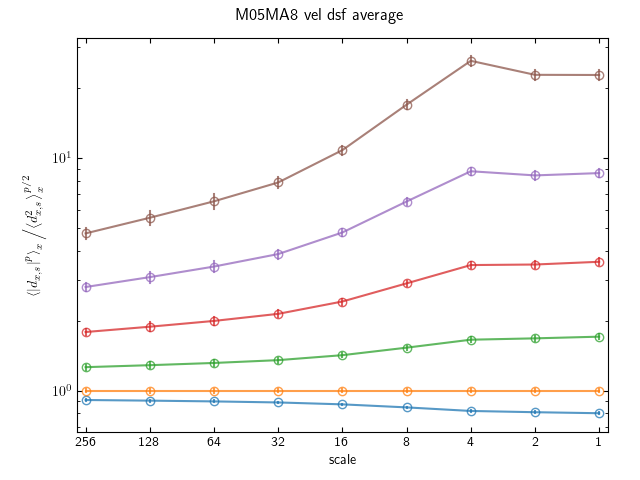 M05MA8 vel dsf average
10¹
10⁰
⟨|d_{x,s}|^p⟩_x / ⟨d²_{x,s}⟩_x^{p/2}
256 128 64 32 16 8 4 2 1
scale